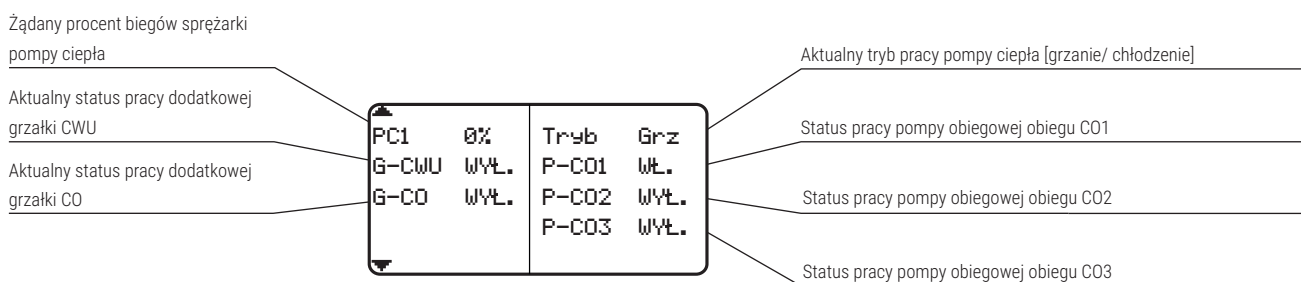 Żądany procent biegów sprężarki
pompy ciepła
Aktualny status pracy dodatkowej
grzałki CWU
Aktualny status pracy dodatkowej
grzałki CO
PC1 0%
G-CWU WYŁ.
G-CO WYŁ.
Tryb Grz
P-CO1 WŁ.
P-CO2 WYŁ.
P-CO3 WYŁ.
Aktualny tryb pracy pompy ciepła [grzanie/ chłodzenie]
Status pracy pompy obiegowej obiegu CO1
Status pracy pompy obiegowej obiegu CO2
Status pracy pompy obiegowej obiegu CO3